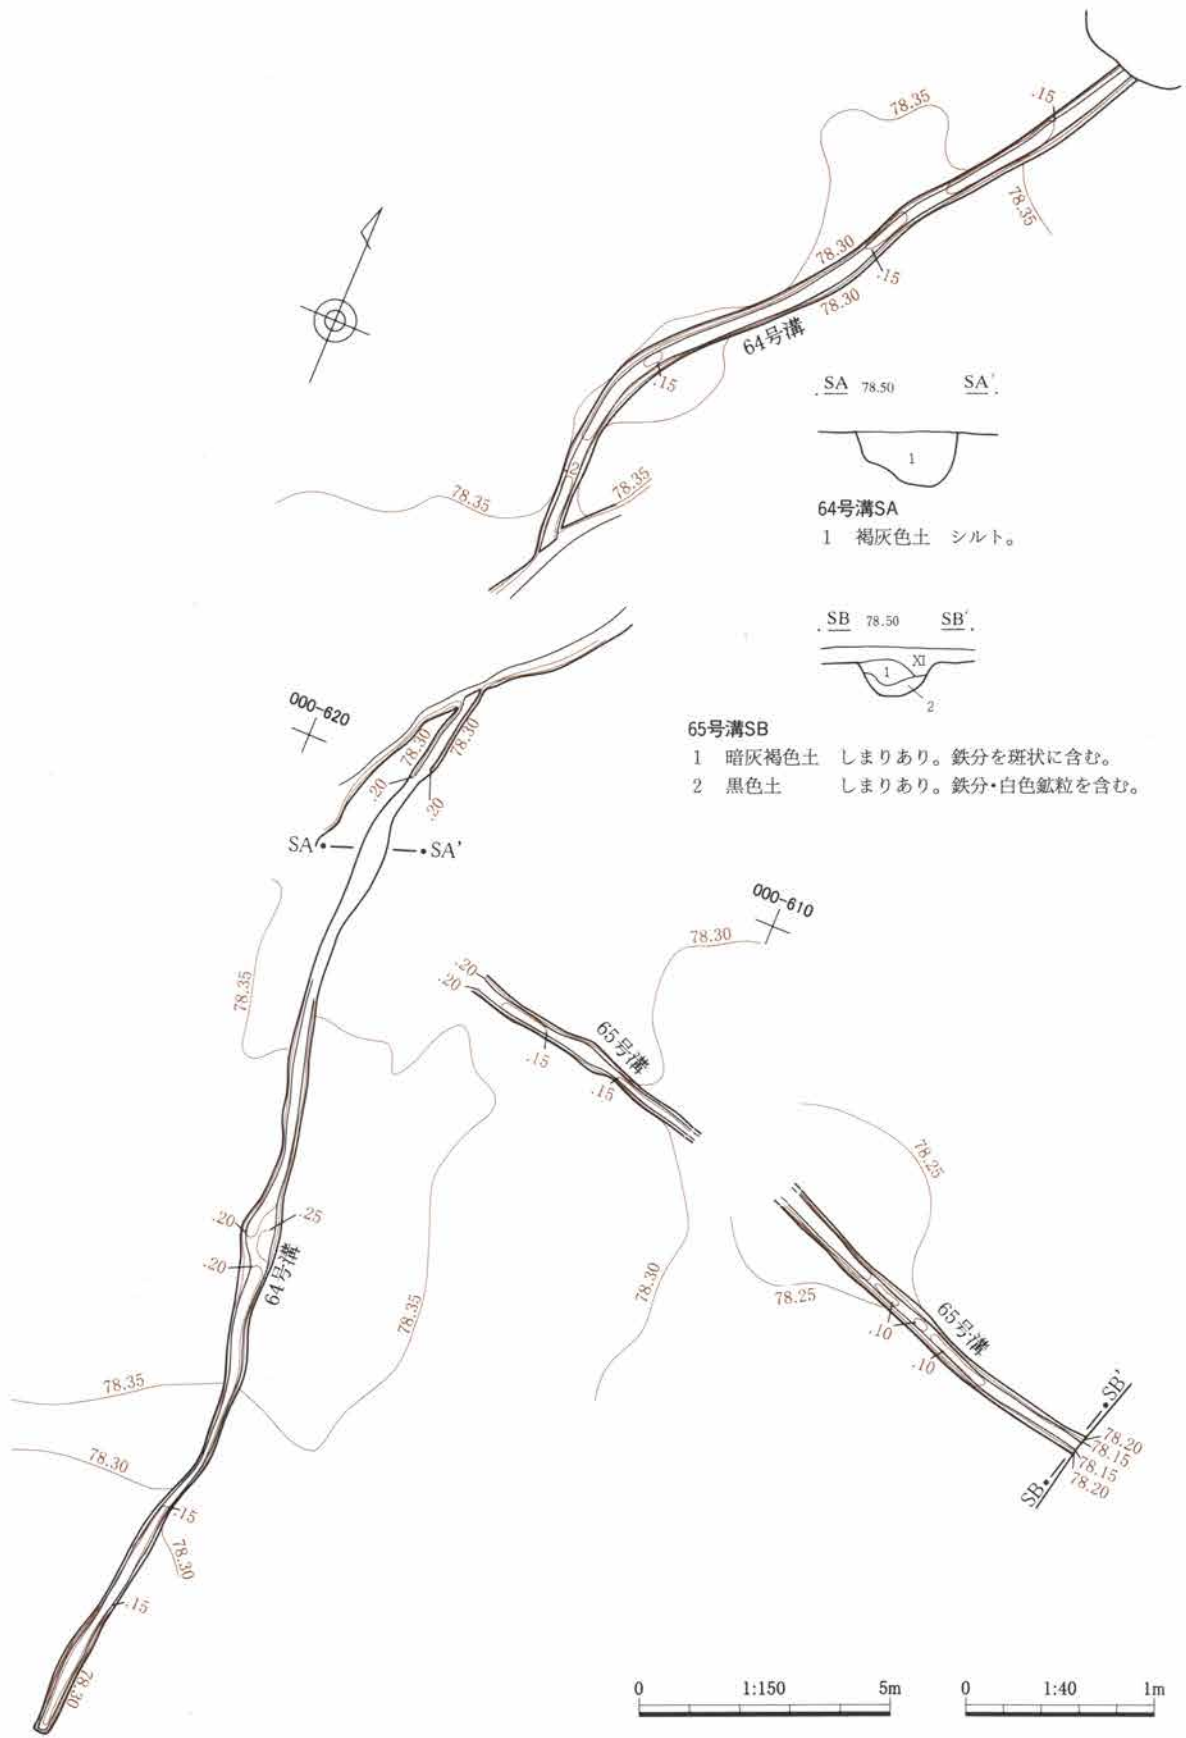 .15
78.35
78.35
78.30
.15
78.30
64号溝
.15
SA 78.50 SA'
1
.2
78.35
78.35
64号溝SA
1 褐灰色土 シルト。
SB 78.50 SB'
XI
1
2
000-620
78.30
78.30
.20
.20
65号溝SB
1 暗灰褐色土 しまりあり。鉄分を斑状に含む。
2 黒色土 しまりあり。鉄分・白色鉱粒を含む。
SA SA'
000-610
78.30
78.35
.20
.20
65号溝
.15
.15
78.25
.20
.25
.20
64号溝
78.30
78.25
78.35
.10
65号溝
.10
78.35
SB'
78.20
78.15
78.15
78.20
SB
78.30
.15
78.30
.15
78.30
0 1:150 5m
0 1:40 1m